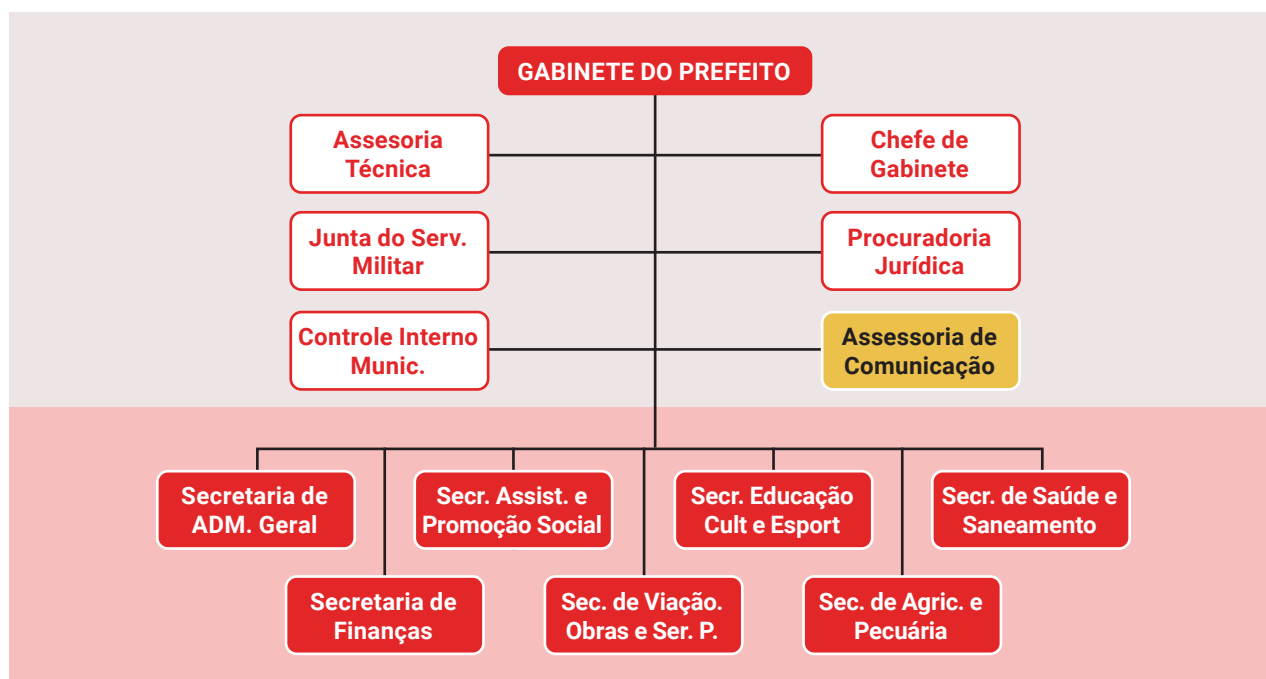 GABINETE DO PREFEITO
Assesoria
Técnica
Chefe de
Gabinete
Junta do Serv.
Militar
Procuradoria
Jurídica
Controle Interno
Munic.
Assessoria de
Comunicação
Secretaria de
ADM. Geral
Secr. Assist. e
Promoção Social
Secr. Educação
Cult e Esport
Secr. de Saúde e
Saneamento
Secretaria de
Finanças
Sec. de Viação.
Obras e Ser. P.
Sec. de Agric. e
Pecuária